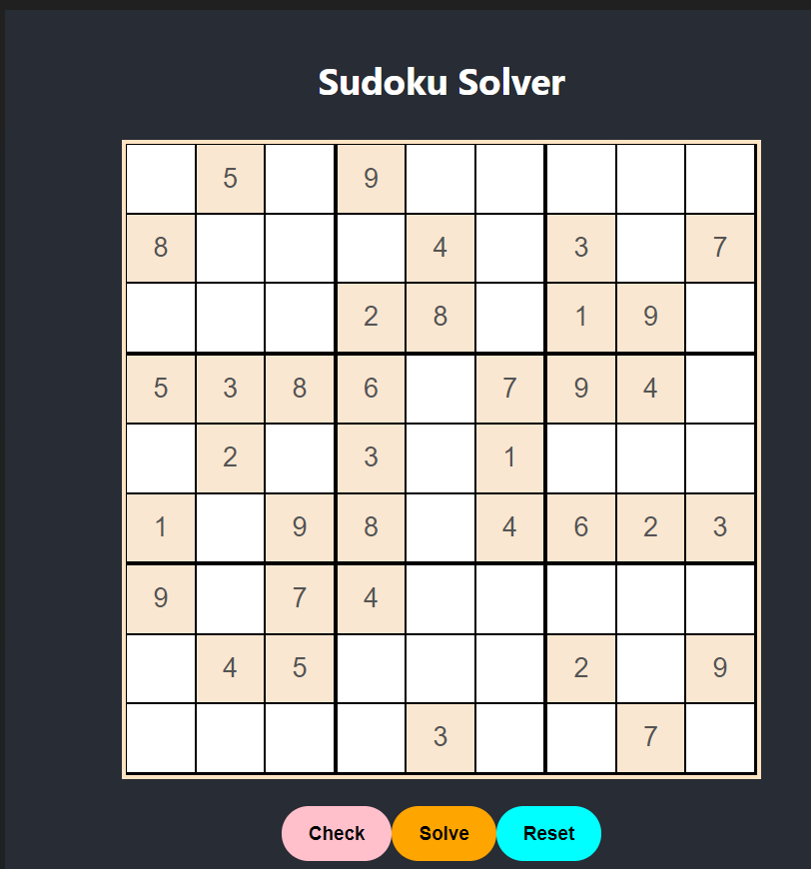 Sudoku Solver
5 9
8 4 3 7
2 8 1 9
5 3 8 6 7 9 4
2 3 1
1 9 8 4 6 2 3
9 7 4
4 5 2 9
3 7
Check Solve Reset